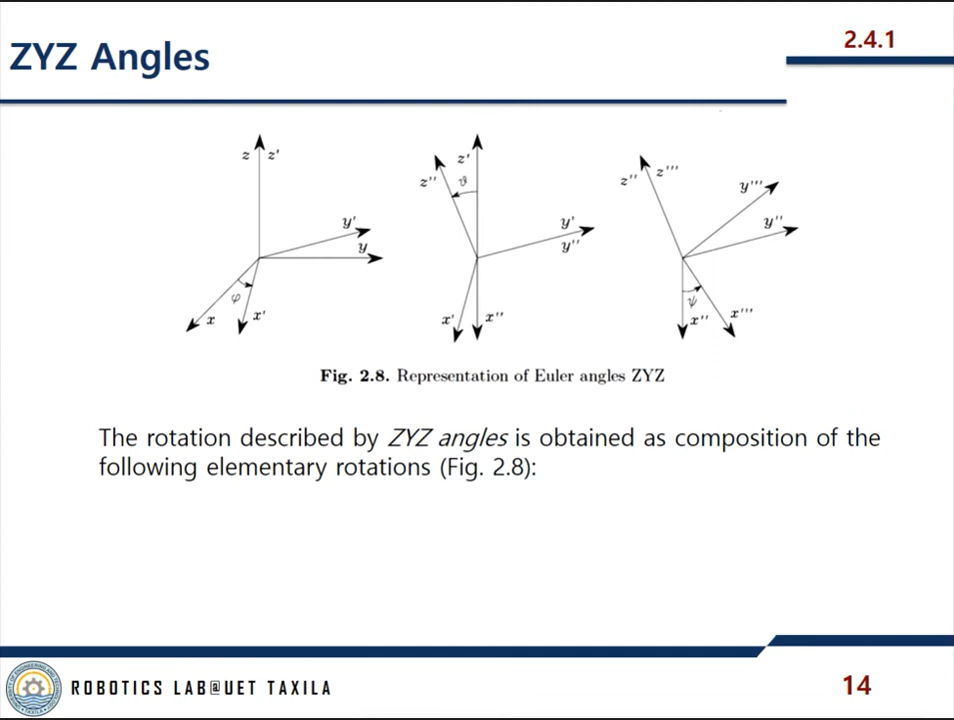 ZYZ Angles
2.4.1
z z'
y'
y
φ
x
x'
z'
z''
ϑ
y'
y''
x'
x''
z'' z'''
y'''
y''
ψ
x''
x'''
Fig. 2.8. Representation of Euler angles ZYZ
The rotation described by ZYZ angles is obtained as composition of the
following elementary rotations (Fig. 2.8):
ROBOTICS LAB@UET TAXILA
14